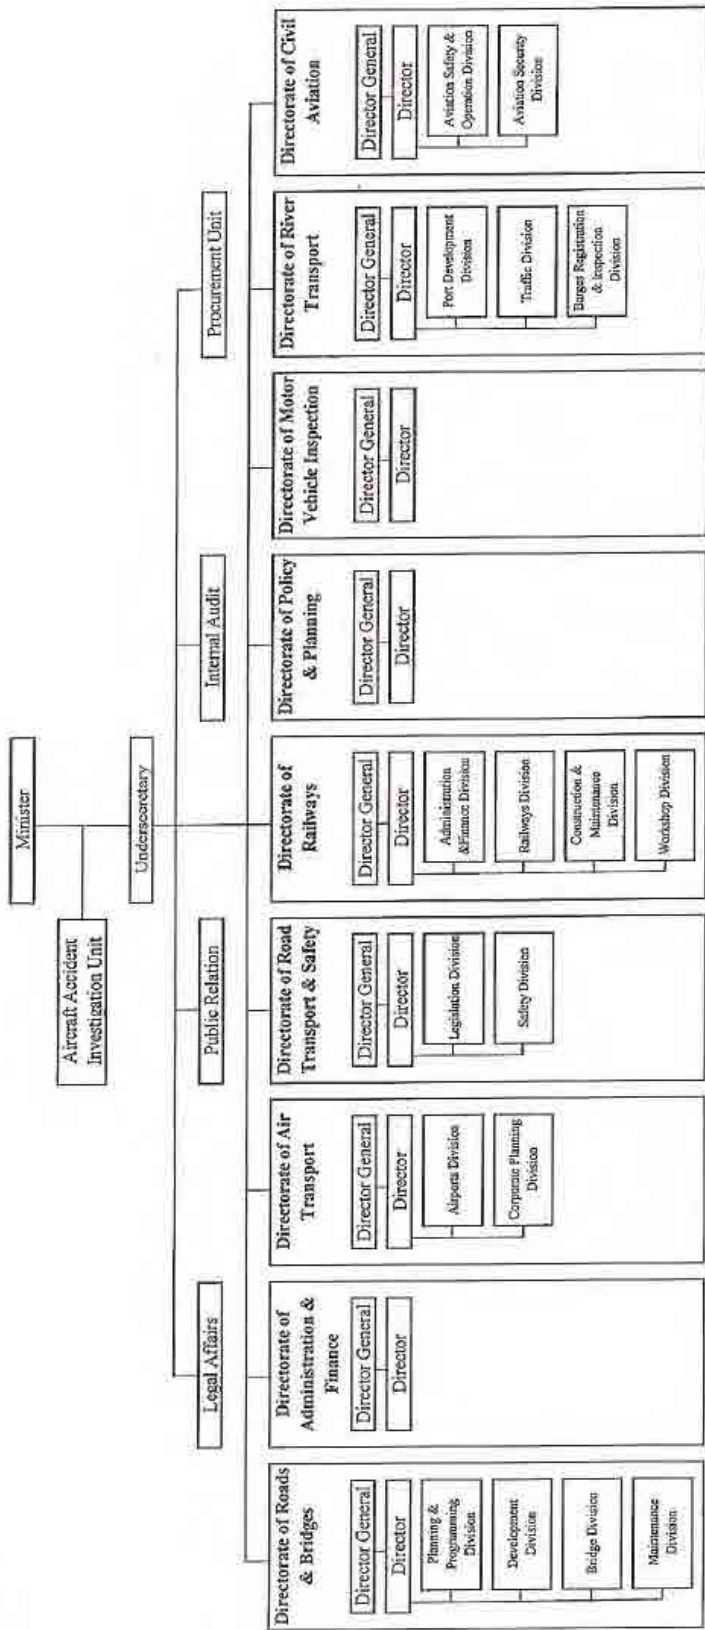 Minister
Aircraft Accident
Investigation Unit
Undersecretary
Legal Affairs
Public Relation
Internal Audit
Procurement Unit
Directorate of Roads
& Bridges
Director General
Director
Planning &
Programming
Division
Development
Division
Bridge Division
Maintenance
Division
Directorate of
Administration &
Finance
Director General
Director
Directorate of Air
Transport
Director General
Director
Airports Division
Corporate Planning
Division
Directorate of Road
Transport & Safety
Director General
Director
Legislation Division
Safety Division
Directorate of
Railways
Director General
Director
Administration
&Finance Division
Railways Division
Construction &
Maintenance
Division
Workshop Division
Directorate of Policy
& Planning
Director General
Director
Directorate of Motor
Vehicle Inspection
Director General
Director
Directorate of River
Transport
Director General
Director
Port Development
Division
Traffic Division
Barges Registration
& Inspection
Division
Directorate of Civil
Aviation
Director General
Director
Aviation Safety &
Operation Division
Aviation Security
Division